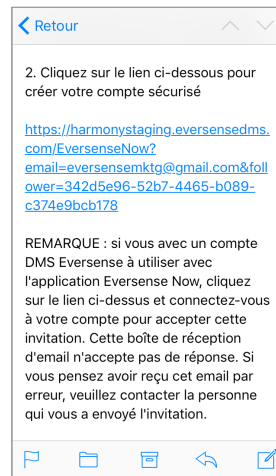 Retour
2. Cliquez sur le lien ci-dessous pour
créer votre compte sécurisé
https://harmonystaging.eversensedms.
com/EversenseNow?
email=eversensemktg@gmail.com&foll
ower=342d5e96-52b7-4465-b089-
c374e9bcb178
REMARQUE : si vous avec un compte
DMS Eversense à utiliser avec
l'application Eversense Now, cliquez
sur le lien ci-dessus et connectez-vous
à votre compte pour accepter cette
invitation. Cette boîte de réception
d'email n'accepte pas de réponse. Si
vous pensez avoir reçu cet email par
erreur, veuillez contacter la personne
qui vous a envoyé l'invitation.